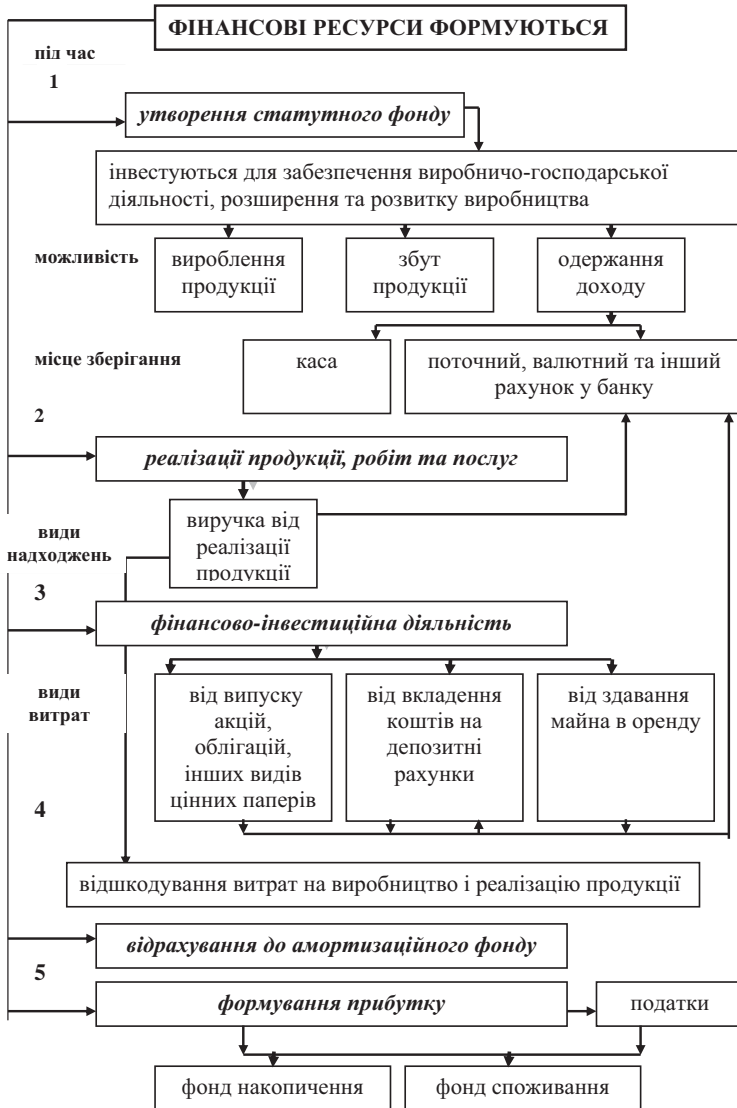 ФІНАНСОВІ РЕСУРСИ ФОРМУЮТЬСЯ
під час
1
утворення статутного фонду
інвестуються для забезпечення виробничо-господарської
діяльності, розширення та розвитку виробництва
можливість
вироблення
продукції
збут
продукції
одержання
доходу
місце зберігання
каса
поточний, валютний та інший
рахунок у банку
2
реалізації продукції, робіт та послуг
види
надходжень
виручка від
реалізації
продукції
3
фінансово-інвестиційна діяльність
види
витрат
від випуску
акцій,
облігацій,
інших видів
цінних паперів
від вкладення
коштів на
депозитні
рахунки
від здавання
майна в оренду
4
відшкодування витрат на виробництво і реалізацію продукції
відрахування до амортизаційного фонду
5
формування прибутку
податки
фонд накопичення
фонд споживання